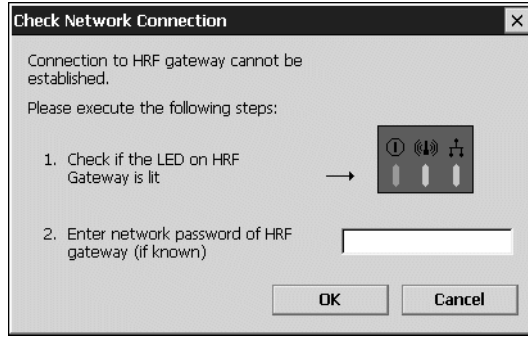 Check Network Connection
Connection to HRF gateway cannot be
established.
Please execute the following steps:
1. Check if the LED on HRF
Gateway is lit
2. Enter network password of HRF
gateway (if known)
OK
Cancel